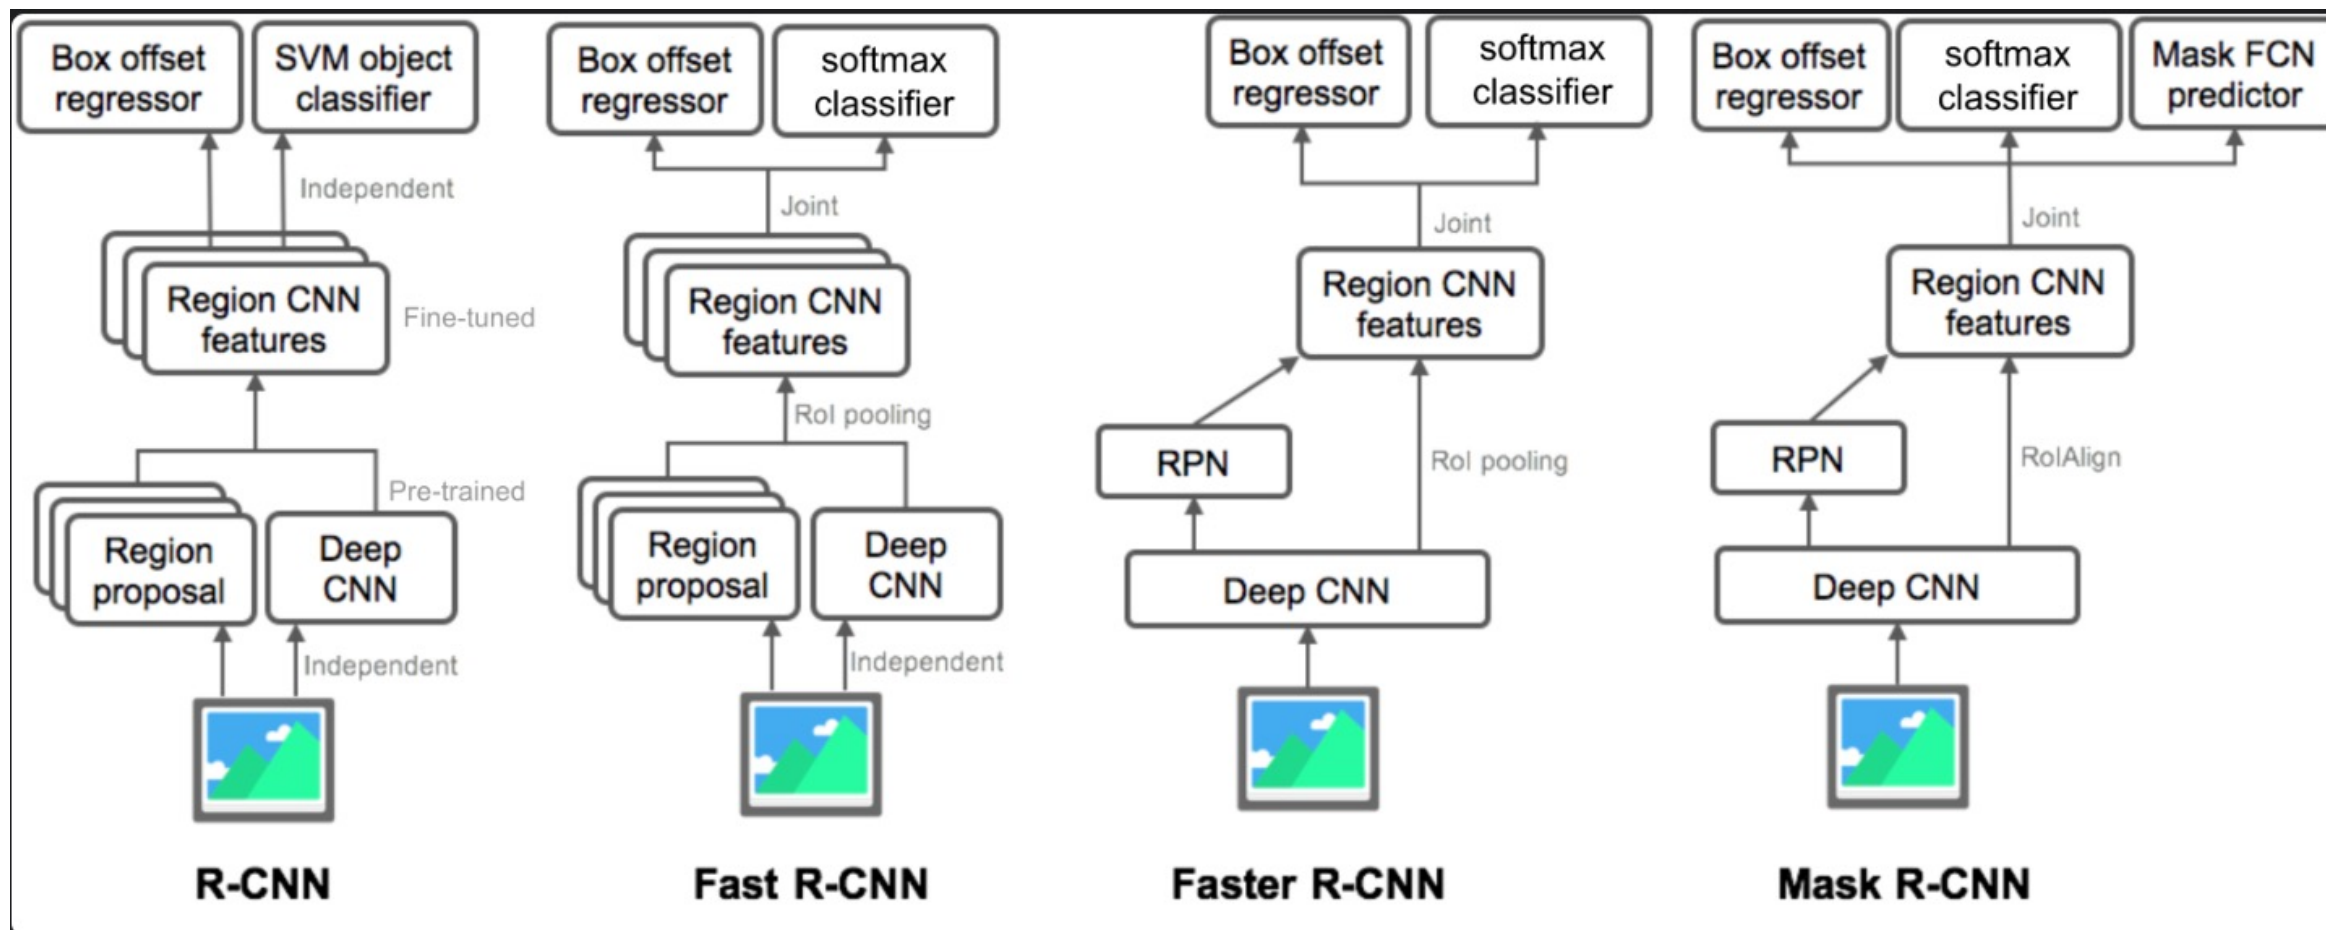 Box offset
regressor
SVM object
classifier
Independent
Region CNN
features
Fine-tuned
Pre-trained
Region
proposal
Deep
CNN
Independent
R-CNN
Box offset
regressor
softmax
classifier
Joint
Region CNN
features
RoI pooling
Region
proposal
Deep
CNN
Independent
Fast R-CNN
Box offset
regressor
softmax
classifier
Joint
Region CNN
features
RPN
RoI pooling
Deep CNN
Faster R-CNN
Box offset
regressor
softmax
classifier
Mask FCN
predictor
Joint
Region CNN
features
RPN
RoIAlign
Deep CNN
Mask R-CNN